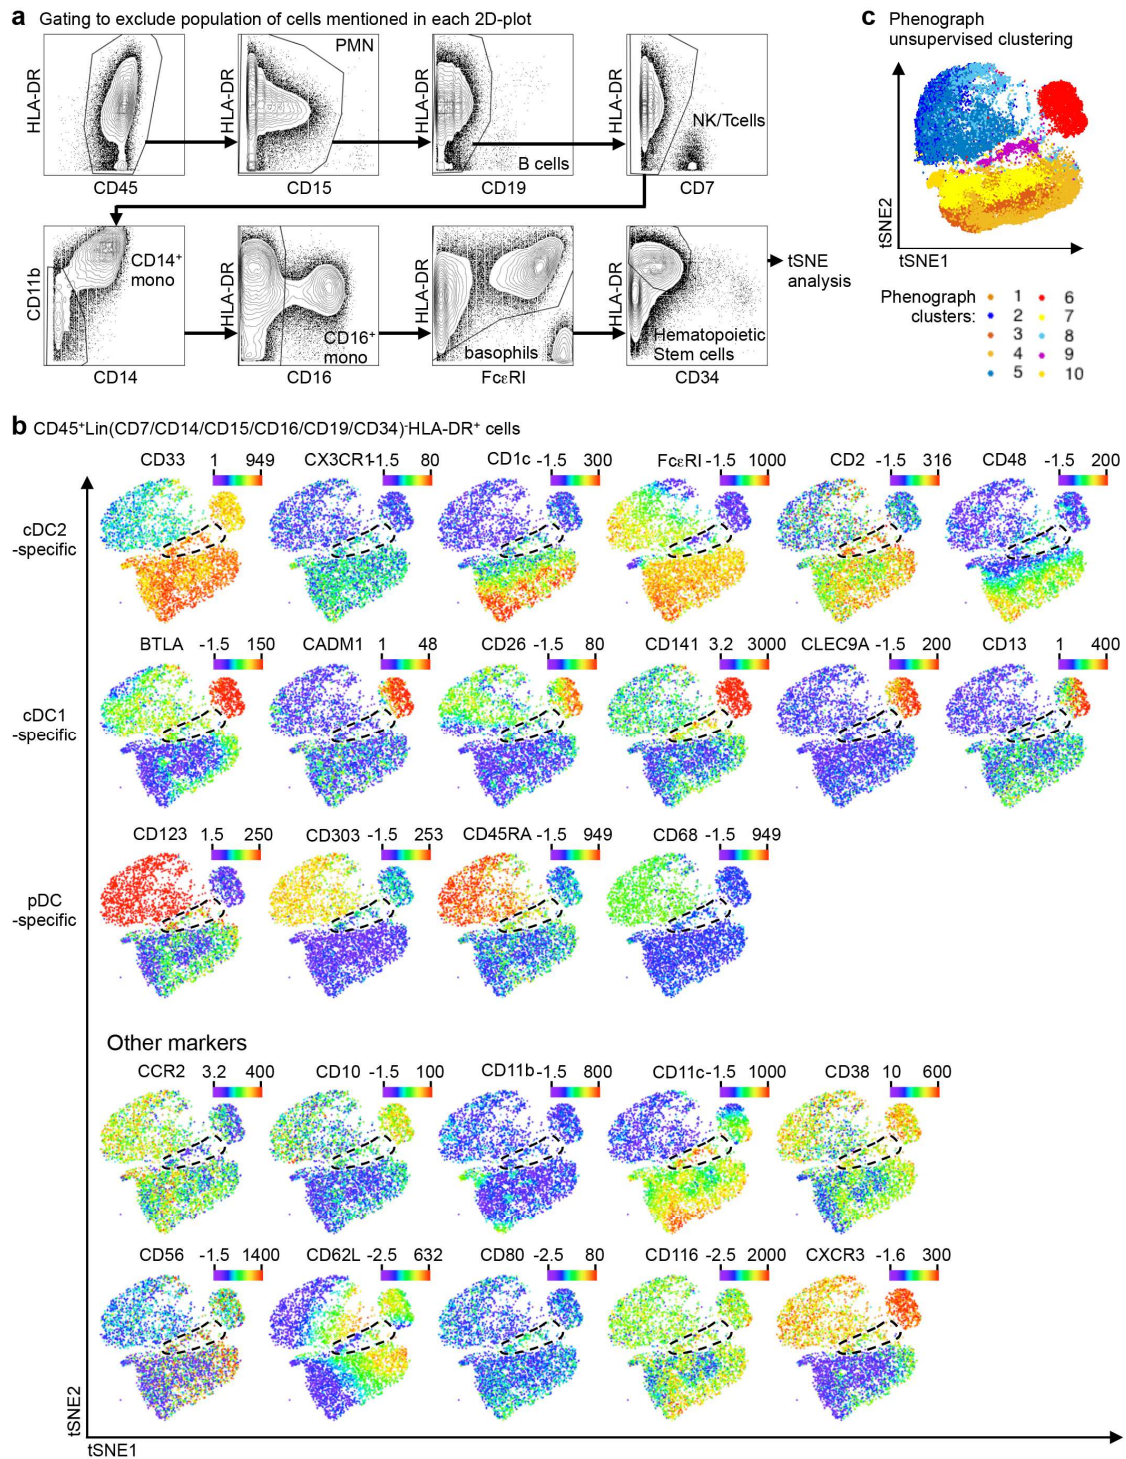 a Gating to exclude population of cells mentioned in each 2D-plot
HLA-DR
CD45
HLA-DR
PMN
CD15
HLA-DR
B cells
CD19
HLA-DR
NK/Tcells
CD7
CD11b
CD14+
mono
CD14
HLA-DR
CD16+
mono
CD16
HLA-DR
basophils
FcεRI
HLA-DR
Hematopoietic
Stem cells
CD34
tSNE
analysis
c Phenograph
unsupervised clustering
tSNE2
tSNE1
Phenograph
clusters:
1 6
2 7
3 8
4 9
5 10
b CD45+Lin(CD7/CD14/CD15/CD16/CD19/CD34)-HLA-DR+ cells
cDC2
-specific
CD33 1 949
CX3CR1 -1.5 80
CD1c -1.5 300
FcεRI -1.5 1000
CD2 -1.5 316
CD48 -1.5 200
cDC1
-specific
BTLA -1.5 150
CADM1 1 48
CD26 -1.5 80
CD141 3.2 3000
CLEC9A -1.5 200
CD13 1 400
pDC
-specific
CD123 1.5 250
CD303 -1.5 253
CD45RA -1.5 949
CD68 -1.5 949
Other markers
CCR2 3.2 400
CD10 -1.5 100
CD11b -1.5 800
CD11c -1.5 1000
CD38 10 600
CD56 -1.5 1400
CD62L -2.5 632
CD80 -2.5 80
CD116 -2.5 2000
CXCR3 -1.6 300
tSNE2
tSNE1